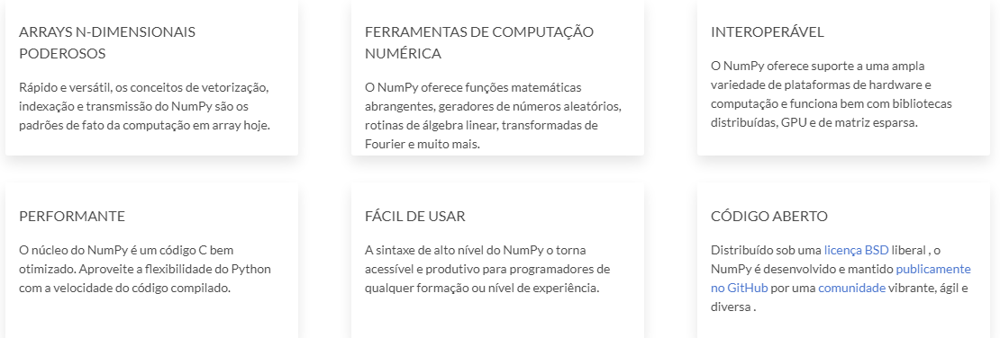 ARRAYS N-DIMENSIONAIS
PODEROSOS
Rápido e versátil, os conceitos de vetorização,
indexação e transmissão do NumPy são os
padrões de fato da computação em array hoje.
FERRAMENTAS DE COMPUTAÇÃO
NUMÉRICA
O NumPy oferece funções matemáticas
abrangentes, geradores de números aleatórios,
rotinas de álgebra linear, transformadas de
Fourier e muito mais.
INTEROPERÁVEL
O NumPy oferece suporte a uma ampla
variedade de plataformas de hardware e
computação e funciona bem com bibliotecas
distribuídas, GPU e de matriz esparsa.
PERFORMANTE
O núcleo do NumPy é um código C bem
otimizado. Aproveite a flexibilidade do Python
com a velocidade do código compilado.
FÁCIL DE USAR
A sintaxe de alto nível do NumPy o torna
acessível e produtivo para programadores de
qualquer formação ou nível de experiência.
CÓDIGO ABERTO
Distribuído sob uma licença BSD liberal , o
NumPy é desenvolvido e mantido publicamente
no GitHub por uma comunidade vibrante, ágil e
diversa .